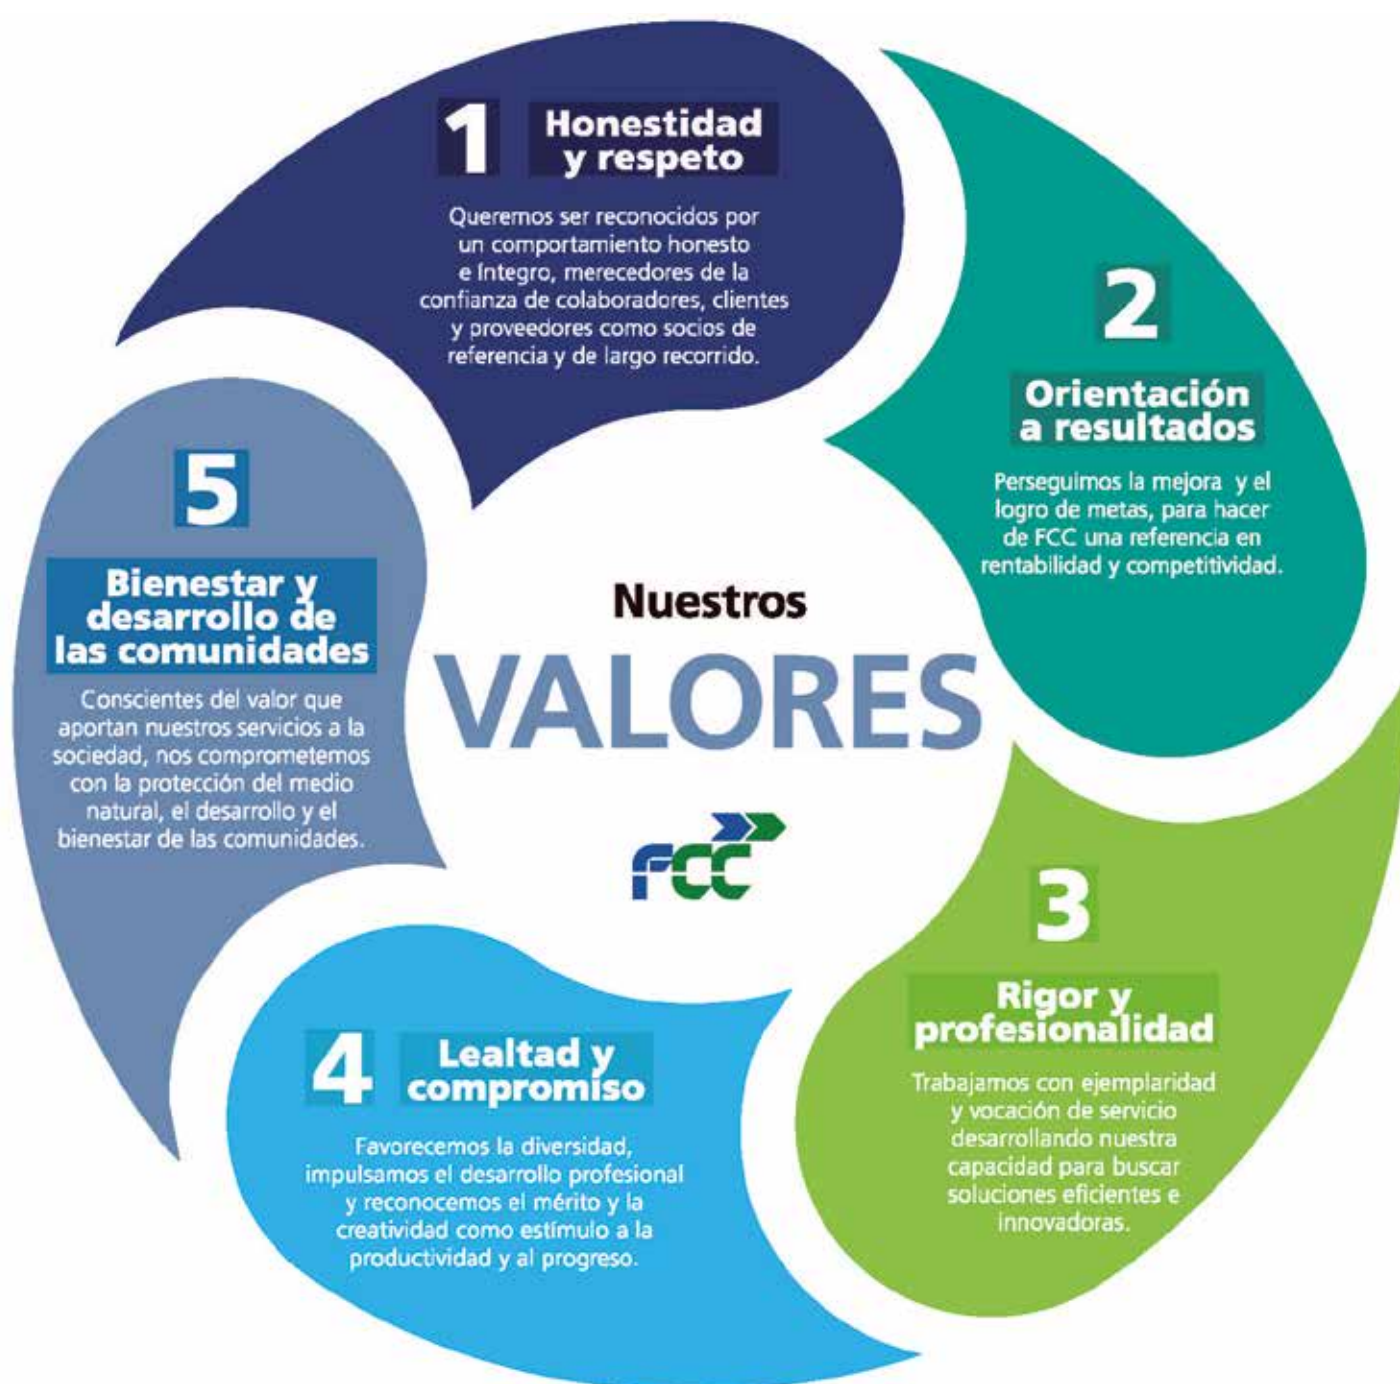 1
Honestidad
y respeto
Queremos ser reconocidos por
un comportamiento honesto
e íntegro, merecedores de la
confianza de colaboradores, clientes
y proveedores como socios de
referencia y de largo recorrido.
2
Orientación
a resultados
Perseguimos la mejora y el
logro de metas, para hacer
de FCC una referencia en
rentabilidad y competitividad.
3
Rigor y
profesionalidad
Trabajamos con ejemplaridad
y vocación de servicio
desarrollando nuestra
capacidad para buscar
soluciones eficientes e
innovadoras.
4
Lealtad y
compromiso
Favorecemos la diversidad,
impulsamos el desarrollo profesional
y reconocemos el mérito y la
creatividad como estímulo a la
productividad y al progreso.
5
Bienestar y
desarrollo de
las comunidades
Conscientes del valor que
aportan nuestros servicios a la
sociedad, nos comprometemos
con la protección del medio
natural, el desarrollo y el
bienestar de las comunidades.
Nuestros
VALORES
FCC